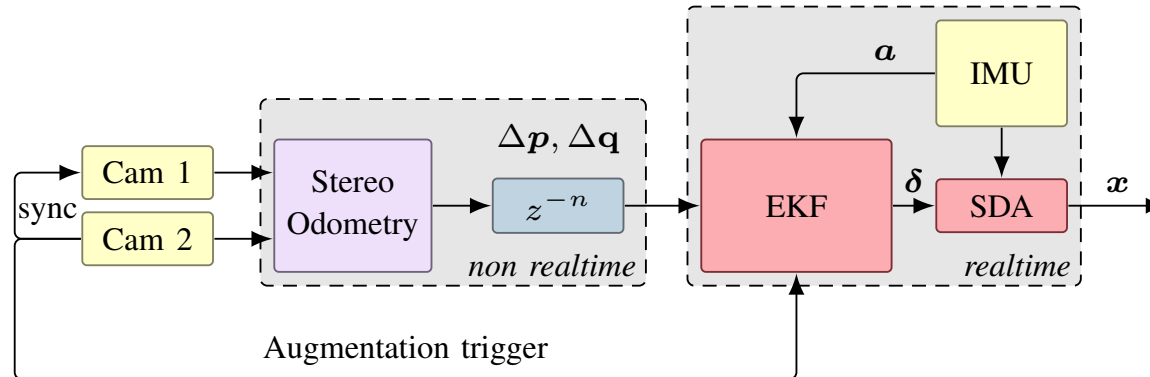 IMU
a
Δp, Δq
Cam 1
Stereo
Odometry
z⁻ⁿ
EKF
δ
SDA
x
sync
Cam 2
non realtime
realtime
Augmentation trigger